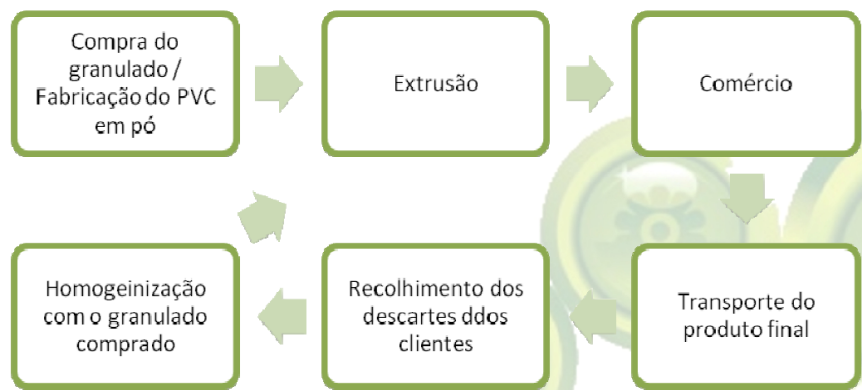 Compra do
granulado /
Fabricação do PVC
em pó
Extrusão
Comércio
Transporte do
produto final
Recolhimento dos
descartes ddos
clientes
Homogeinização
com o granulado
comprado